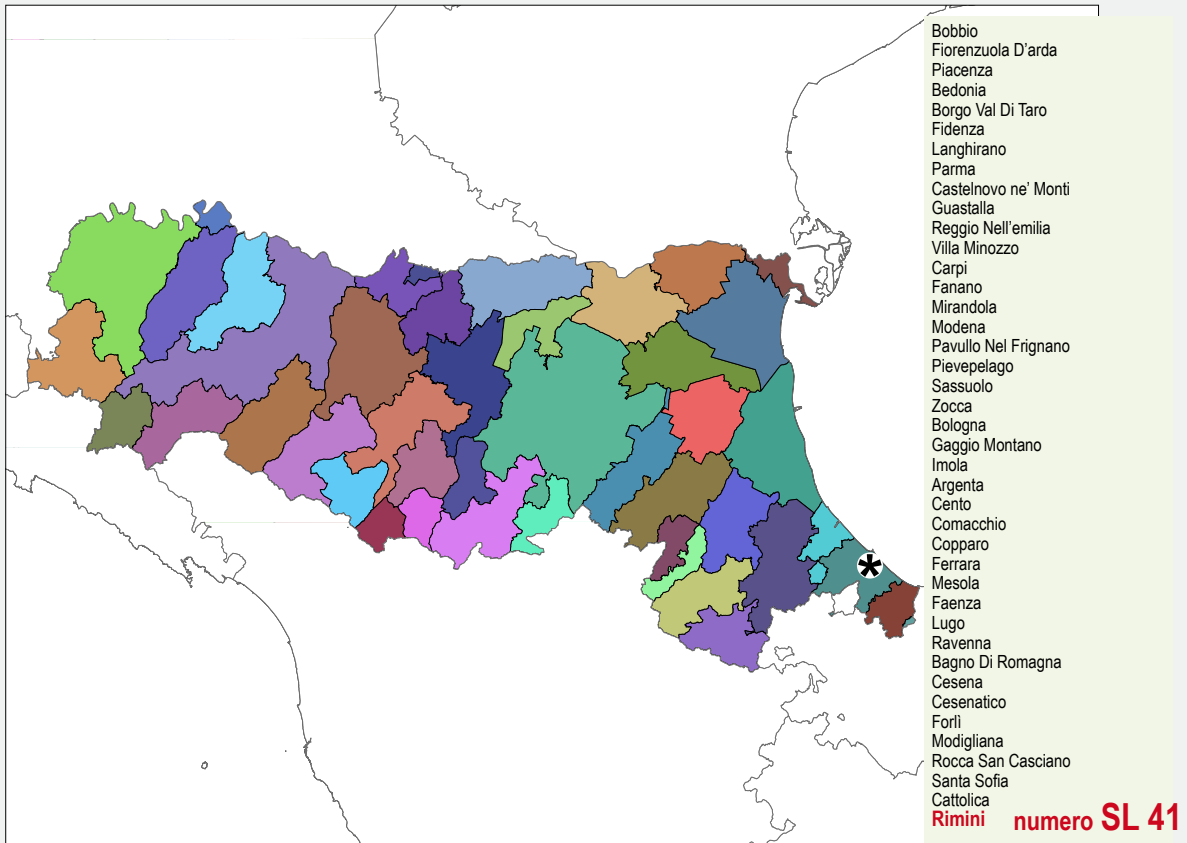 Bobbio
Fiorenzuola D'arda
Piacenza
Bedonia
Borgo Val Di Taro
Fidenza
Langhirano
Parma
Castelnovo ne' Monti
Guastalla
Reggio Nell'emilia
Villa Minozzo
Carpi
Fanano
Mirandola
Modena
Pavullo Nel Frignano
Pievepelago
Sassuolo
Zocca
Bologna
Gaggio Montano
Imola
Argenta
Cento
Comacchio
Copparo
Ferrara
Mesola
Faenza
Lugo
Ravenna
Bagno Di Romagna
Cesena
Cesenatico
Forlì
Modigliana
Rocca San Casciano
Santa Sofia
Cattolica
Rimini numero SL 41